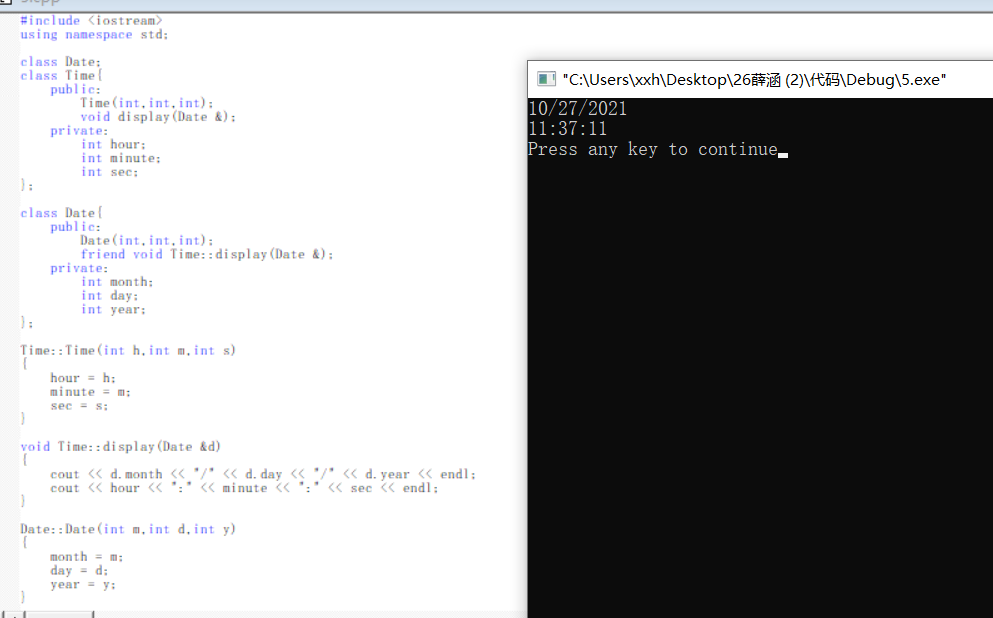 #include <iostream>
using namespace std;
class Date;
class Time{
public:
Time(int,int,int);
void display(Date &);
private:
int hour;
int minute;
int sec;
};
class Date{
public:
Date(int,int,int);
friend void Time::display(Date &);
private:
int month;
int day;
int year;
};
Time::Time(int h,int m,int s)
{
hour = h;
minute = m;
sec = s;
}
void Time::display(Date &d)
{
cout << d.month << "/" << d.day << "/" << d.year << endl;
cout << hour << ":" << minute << ":" << sec << endl;
}
Date::Date(int m,int d,int y)
{
month = m;
day = d;
year = y;
}
"C:\Users\xxh\Desktop\26薛涵 (2)\代码\Debug\5.exe"
10/27/2021
11:37:11
Press any key to continue